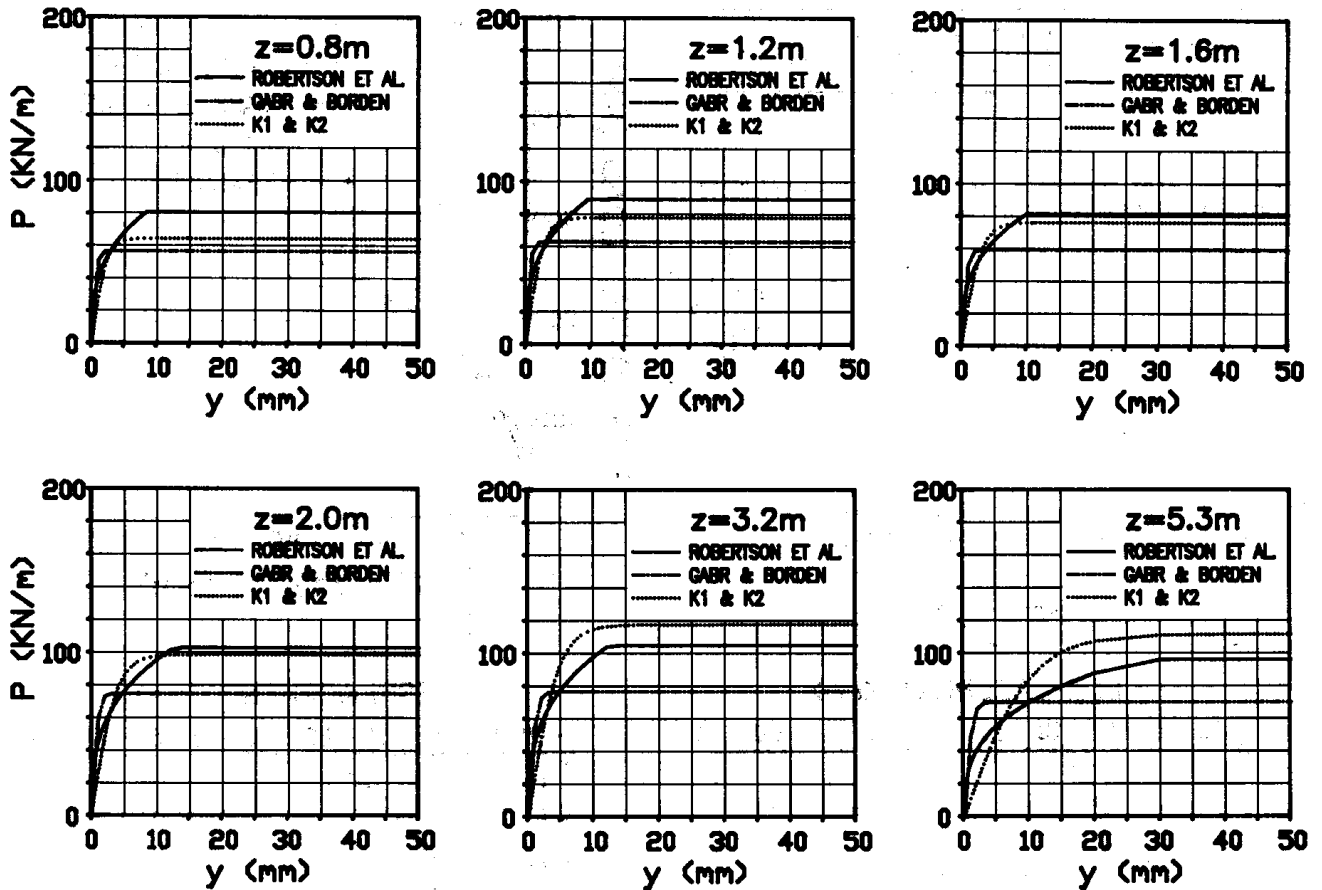 200
z=0.8m
ROBERTSON ET AL.
GABR & BORDEN
K1 & K2
P (KN/m)
100
0
0 10 20 30 40 50
y (mm)
200
z=1.2m
ROBERTSON ET AL.
GABR & BORDEN
K1 & K2
100
0
0 10 20 30 40 50
y (mm)
200
z=1.6m
ROBERTSON ET AL.
GABR & BORDEN
K1 & K2
100
0
0 10 20 30 40 50
y (mm)
200
z=2.0m
ROBERTSON ET AL.
GABR & BORDEN
K1 & K2
P (KN/m)
100
0
0 10 20 30 40 50
y (mm)
200
z=3.2m
ROBERTSON ET AL.
GABR & BORDEN
K1 & K2
100
0
0 10 20 30 40 50
y (mm)
200
z=5.3m
ROBERTSON ET AL.
GABR & BORDEN
K1 & K2
100
0
0 10 20 30 40 50
y (mm)